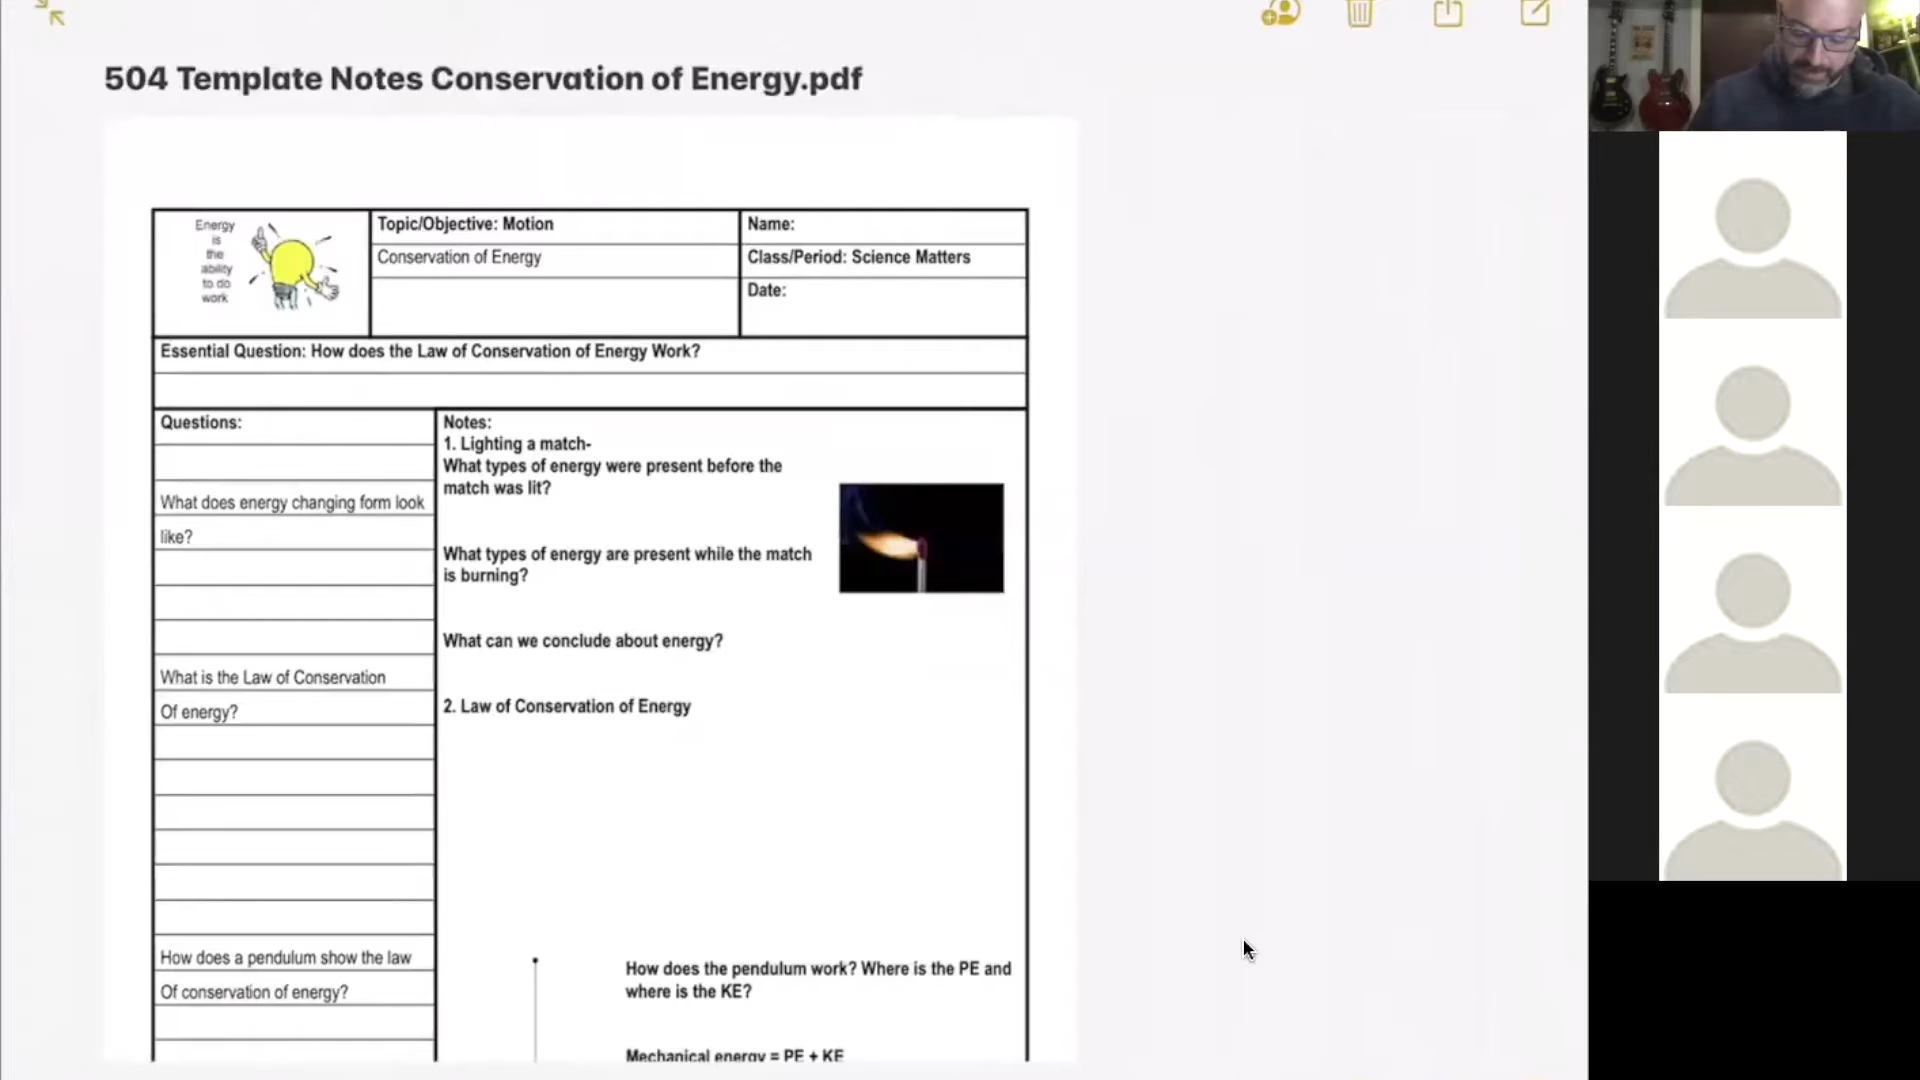 504 Template Notes Conservation of Energy.pdf
Energy
is
the
ability
to do
work
Topic/Objective: Motion
Conservation of Energy
Name:
Class/Period: Science Matters
Date:
Essential Question: How does the Law of Conservation of Energy Work?
Questions:
What does energy changing form look
like?
What is the Law of Conservation
Of energy?
How does a pendulum show the law
Of conservation of energy?
Notes:
1. Lighting a match-
What types of energy were present before the
match was lit?
What types of energy are present while the match
is burning?
What can we conclude about energy?
2. Law of Conservation of Energy
How does the pendulum work? Where is the PE and
where is the KE?
Mechanical energy = PE + KE